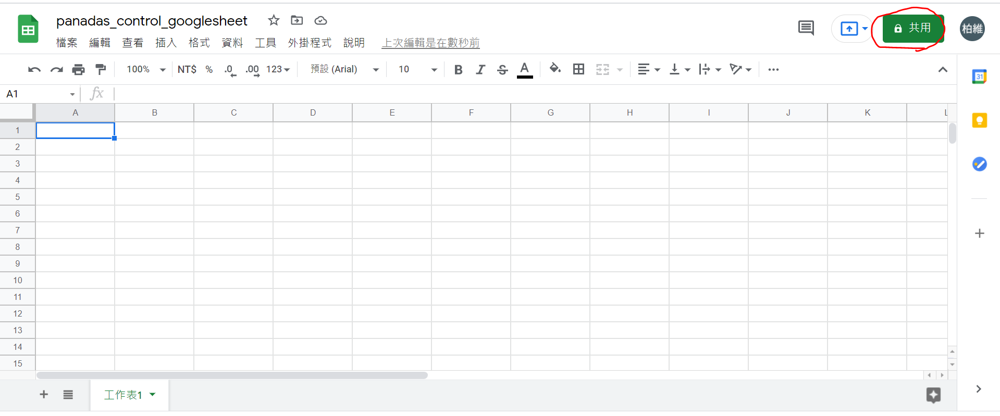 panadas_control_googlesheet
共用
柏維
檔案 編輯 查看 插入 格式 資料 工具 外掛程式 說明 上次編輯是在數秒前
100% NT$ % .0 .00 123 預設 (Arial) 10 B I S A
31
A1 fx
A B C D E F G H I J K L
1
2
3
4
5
6
7
8
9
10
11
12
13
14
15
工作表1